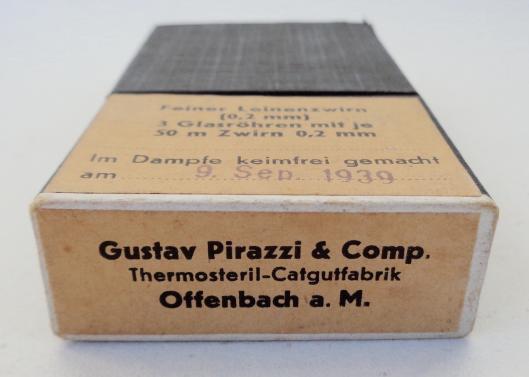 Feiner Leinenzwirn
(0,2 mm)
3 Glasröhren mit je
50 m Zwirn 0,2 mm
Im Dampfe keimfrei gemacht
am 9. Sep. 1939
Gustav Pirazzi & Comp.
Thermosteril-Catgutfabrik
Offenbach a. M.